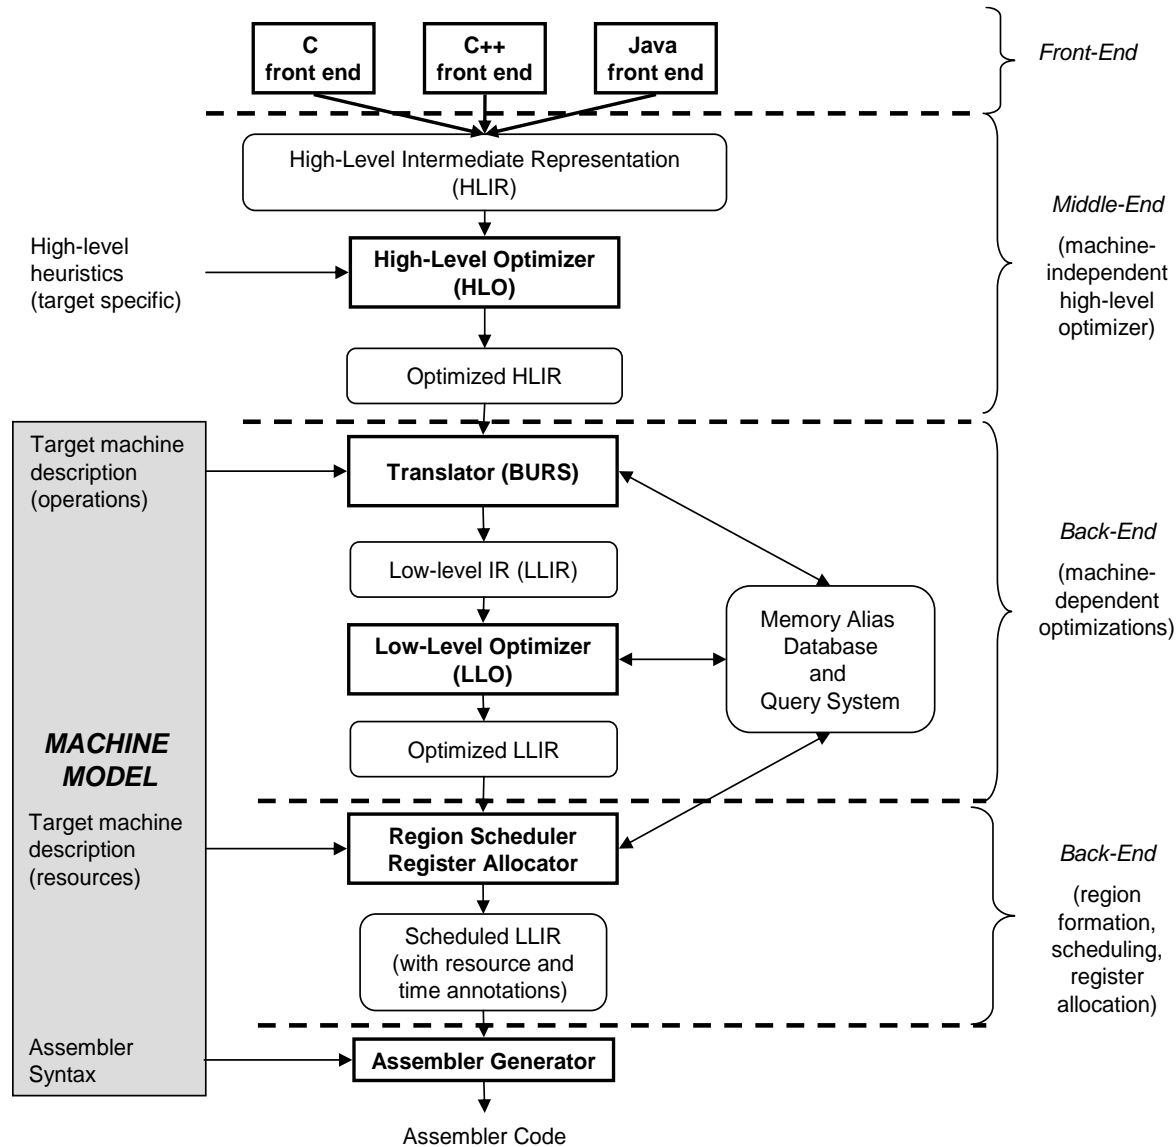 C
front end
C++
front end
Java
front end
Front-End
High-Level Intermediate Representation
(HLIR)
Middle-End
(machine-
independent
high-level
optimizer)
High-level
heuristics
(target specific)
High-Level Optimizer
(HLO)
Optimized HLIR
Target machine
description
(operations)
Translator (BURS)
Low-level IR (LLIR)
Back-End
(machine-
dependent
optimizations)
Memory Alias
Database
and
Query System
Low-Level Optimizer
(LLO)
MACHINE
MODEL
Optimized LLIR
Target machine
description
(resources)
Region Scheduler
Register Allocator
Back-End
(region
formation,
scheduling,
register
allocation)
Scheduled LLIR
(with resource and
time annotations)
Assembler
Syntax
Assembler Generator
Assembler Code